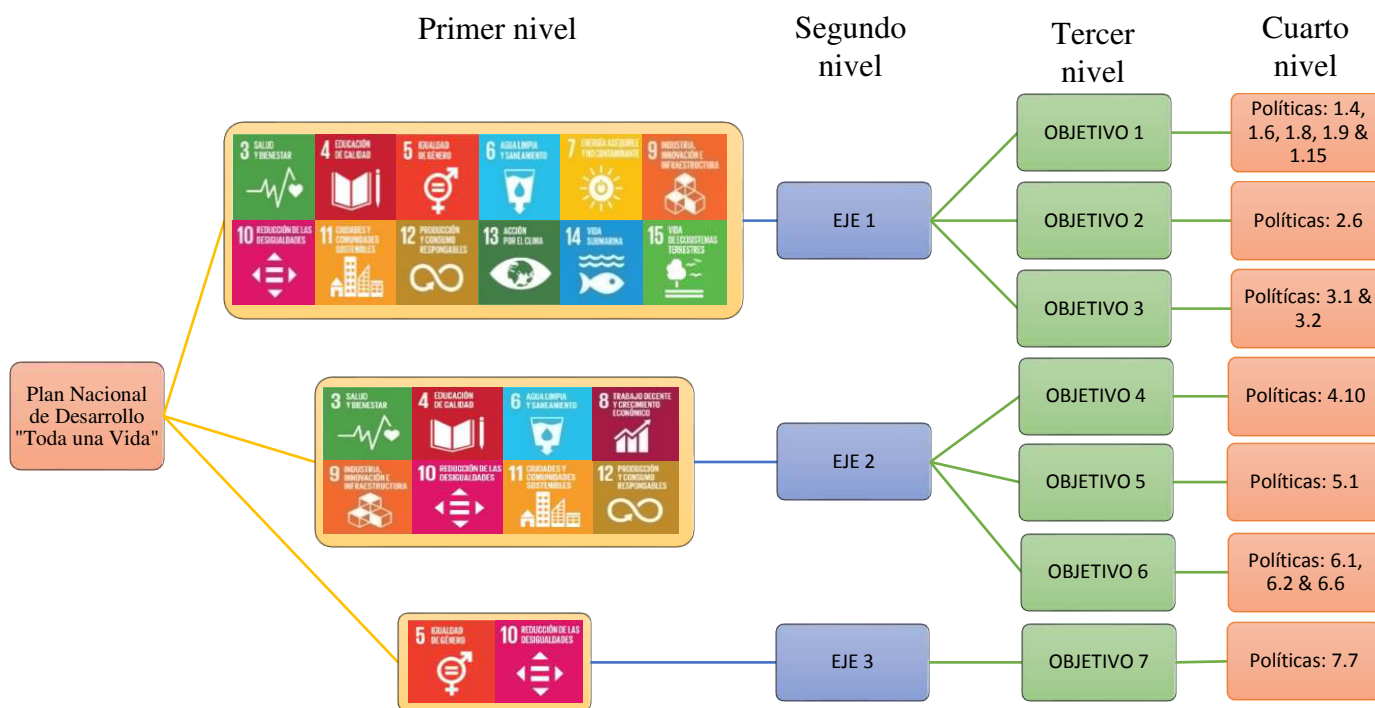 Primer nivel
Segundo
nivel
Tercer
nivel
Cuarto
nivel
Plan Nacional
de Desarrollo
"Toda una Vida"
3 SALUD
Y BIENESTAR
4 EDUCACIÓN
DE CALIDAD
5 IGUALDAD
DE GÉNERO
6 AGUA LIMPIA
Y SANEAMIENTO
7 ENERGÍA ASEQUIBLE
Y NO CONTAMINANTE
9 INDUSTRIA,
INNOVACIÓN E
INFRAESTRUCTURA
10 REDUCCIÓN DE LAS
DESIGUALDADES
11 CIUDADES Y
COMUNIDADES
SOSTENIBLES
12 PRODUCCIÓN
Y CONSUMO
RESPONSABLES
13 ACCIÓN
POR EL CLIMA
14 VIDA
SUBMARINA
15 VIDA
DE ECOSISTEMAS
TERRESTRES
EJE 1
OBJETIVO 1
Políticas: 1.4,
1.6, 1.8, 1.9 &
1.15
OBJETIVO 2
Políticas: 2.6
OBJETIVO 3
Políticas: 3.1 &
3.2
3 SALUD
Y BIENESTAR
4 EDUCACIÓN
DE CALIDAD
6 AGUA LIMPIA
Y SANEAMIENTO
8 TRABAJO DECENTE
Y CRECIMIENTO
ECONÓMICO
9 INDUSTRIA,
INNOVACIÓN E
INFRAESTRUCTURA
10 REDUCCIÓN DE LAS
DESIGUALDADES
11 CIUDADES Y
COMUNIDADES
SOSTENIBLES
12 PRODUCCIÓN
Y CONSUMO
RESPONSABLES
EJE 2
OBJETIVO 4
Políticas: 4.10
OBJETIVO 5
Políticas: 5.1
OBJETIVO 6
Políticas: 6.1,
6.2 & 6.6
5 IGUALDAD
DE GÉNERO
10 REDUCCIÓN DE LAS
DESIGUALDADES
EJE 3
OBJETIVO 7
Políticas: 7.7